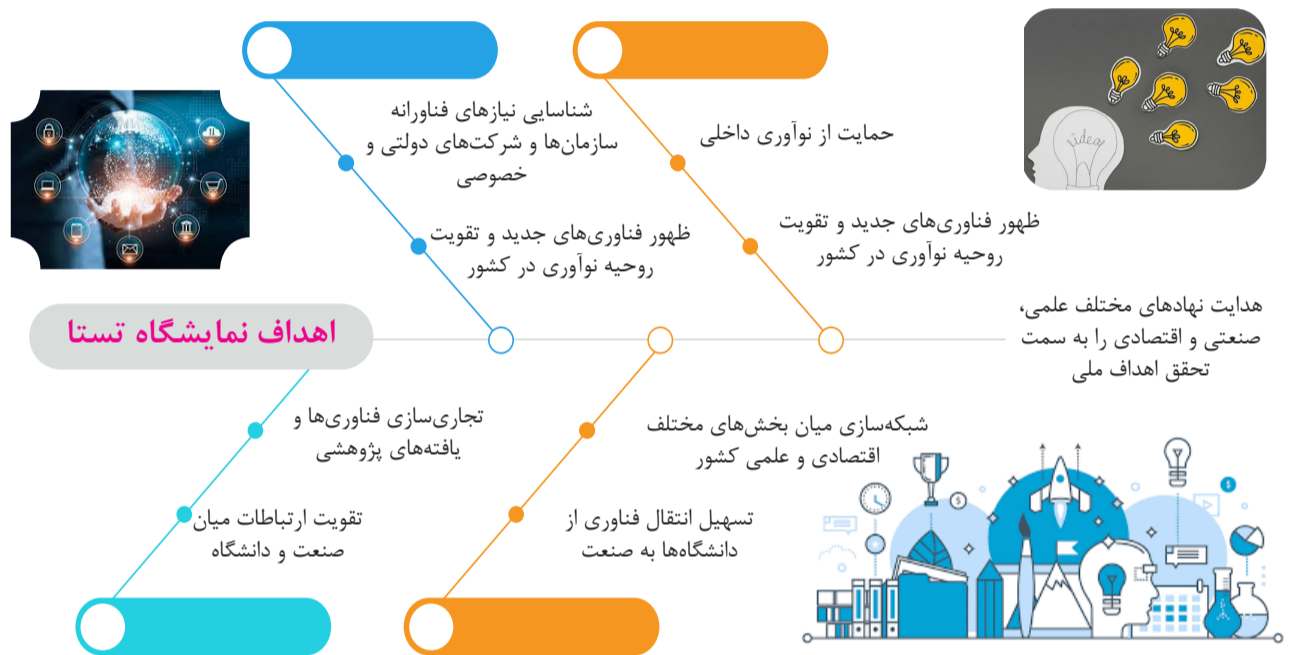 اهداف نمایشگاه تستا
حمایت از نوآوری داخلی
ظهور فناوری‌های جدید و تقویت
روحیه نوآوری در کشور
شناسایی نیازهای فناورانه
سازمان‌ها و شرکت‌های دولتی و
خصوصی
ظهور فناوری‌های جدید و تقویت
روحیه نوآوری در کشور
هدایت نهادهای مختلف علمی،
صنعتی و اقتصادی را به سمت
تحقق اهداف ملی
شبکه‌سازی میان بخش‌های مختلف
اقتصادی و علمی کشور
تسهیل انتقال فناوری از
دانشگاه‌ها به صنعت
تجاری‌سازی فناوری‌ها و
یافته‌های پژوهشی
تقویت ارتباطات میان
صنعت و دانشگاه
idea
$
$